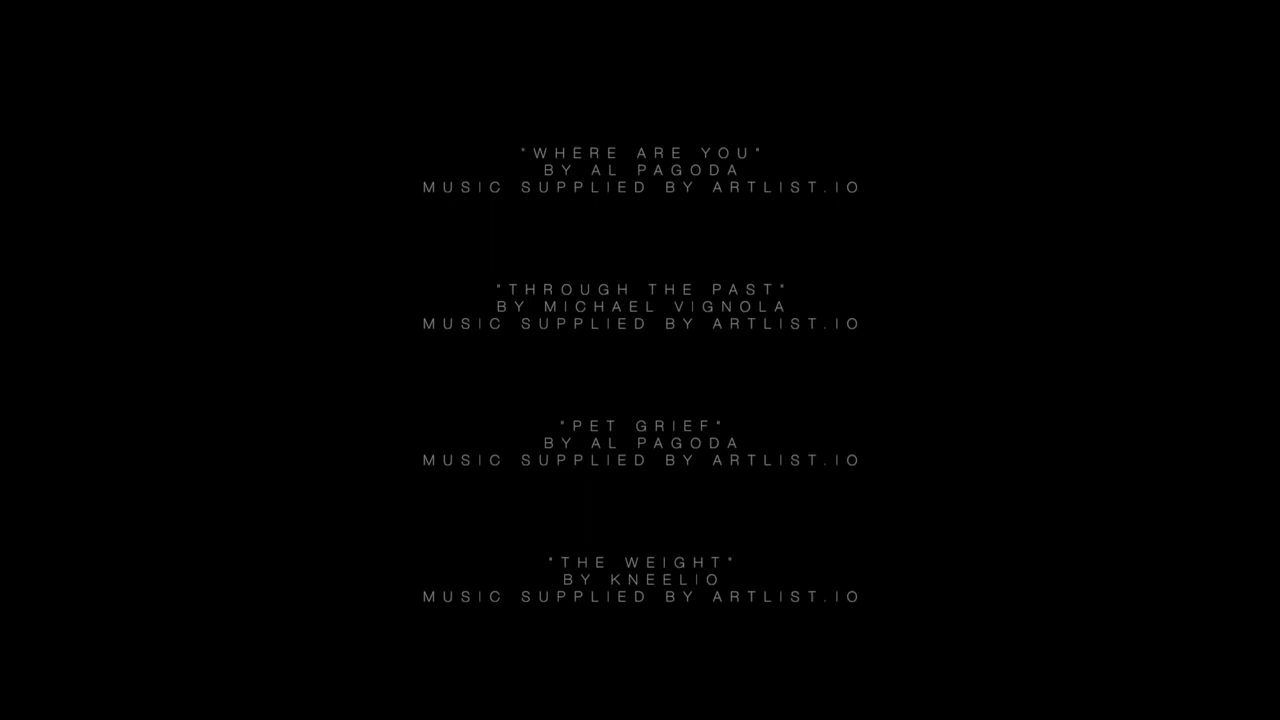 "WHERE ARE YOU"
BY AL PAGODA
MUSIC SUPPLIED BY ARTLIST.IO
"THROUGH THE PAST"
BY MICHAEL VIGNOLA
MUSIC SUPPLIED BY ARTLIST.IO
"PET GRIEF"
BY AL PAGODA
MUSIC SUPPLIED BY ARTLIST.IO
"THE WEIGHT"
BY KNEELIO
MUSIC SUPPLIED BY ARTLIST.IO